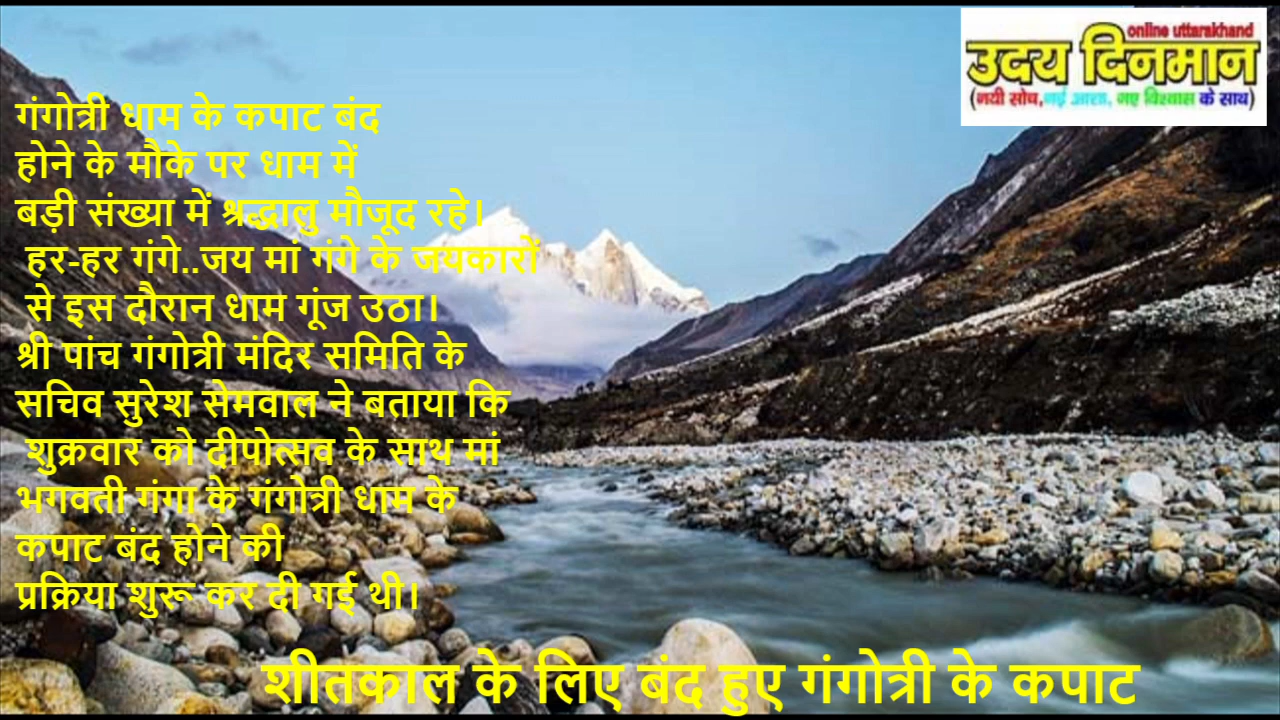 online uttarakhand
उदय दिनमान
(नयी सोच,नई आशा, नए विश्वास के साथ)
गंगोत्री धाम के कपाट बंद
होने के मौके पर धाम में
बड़ी संख्या में श्रद्धालु मौजूद रहे।
हर-हर गंगे..जय मां गंगे के जयकारों
से इस दौरान धाम गूंज उठा।
श्री पांच गंगोत्री मंदिर समिति के
सचिव सुरेश सेमवाल ने बताया कि
शुक्रवार को दीपोत्सव के साथ मां
भगवती गंगा के गंगोत्री धाम के
कपाट बंद होने की
प्रक्रिया शुरू कर दी गई थी।
शीतकाल के लिए बंद हुए गंगोत्री के कपाट